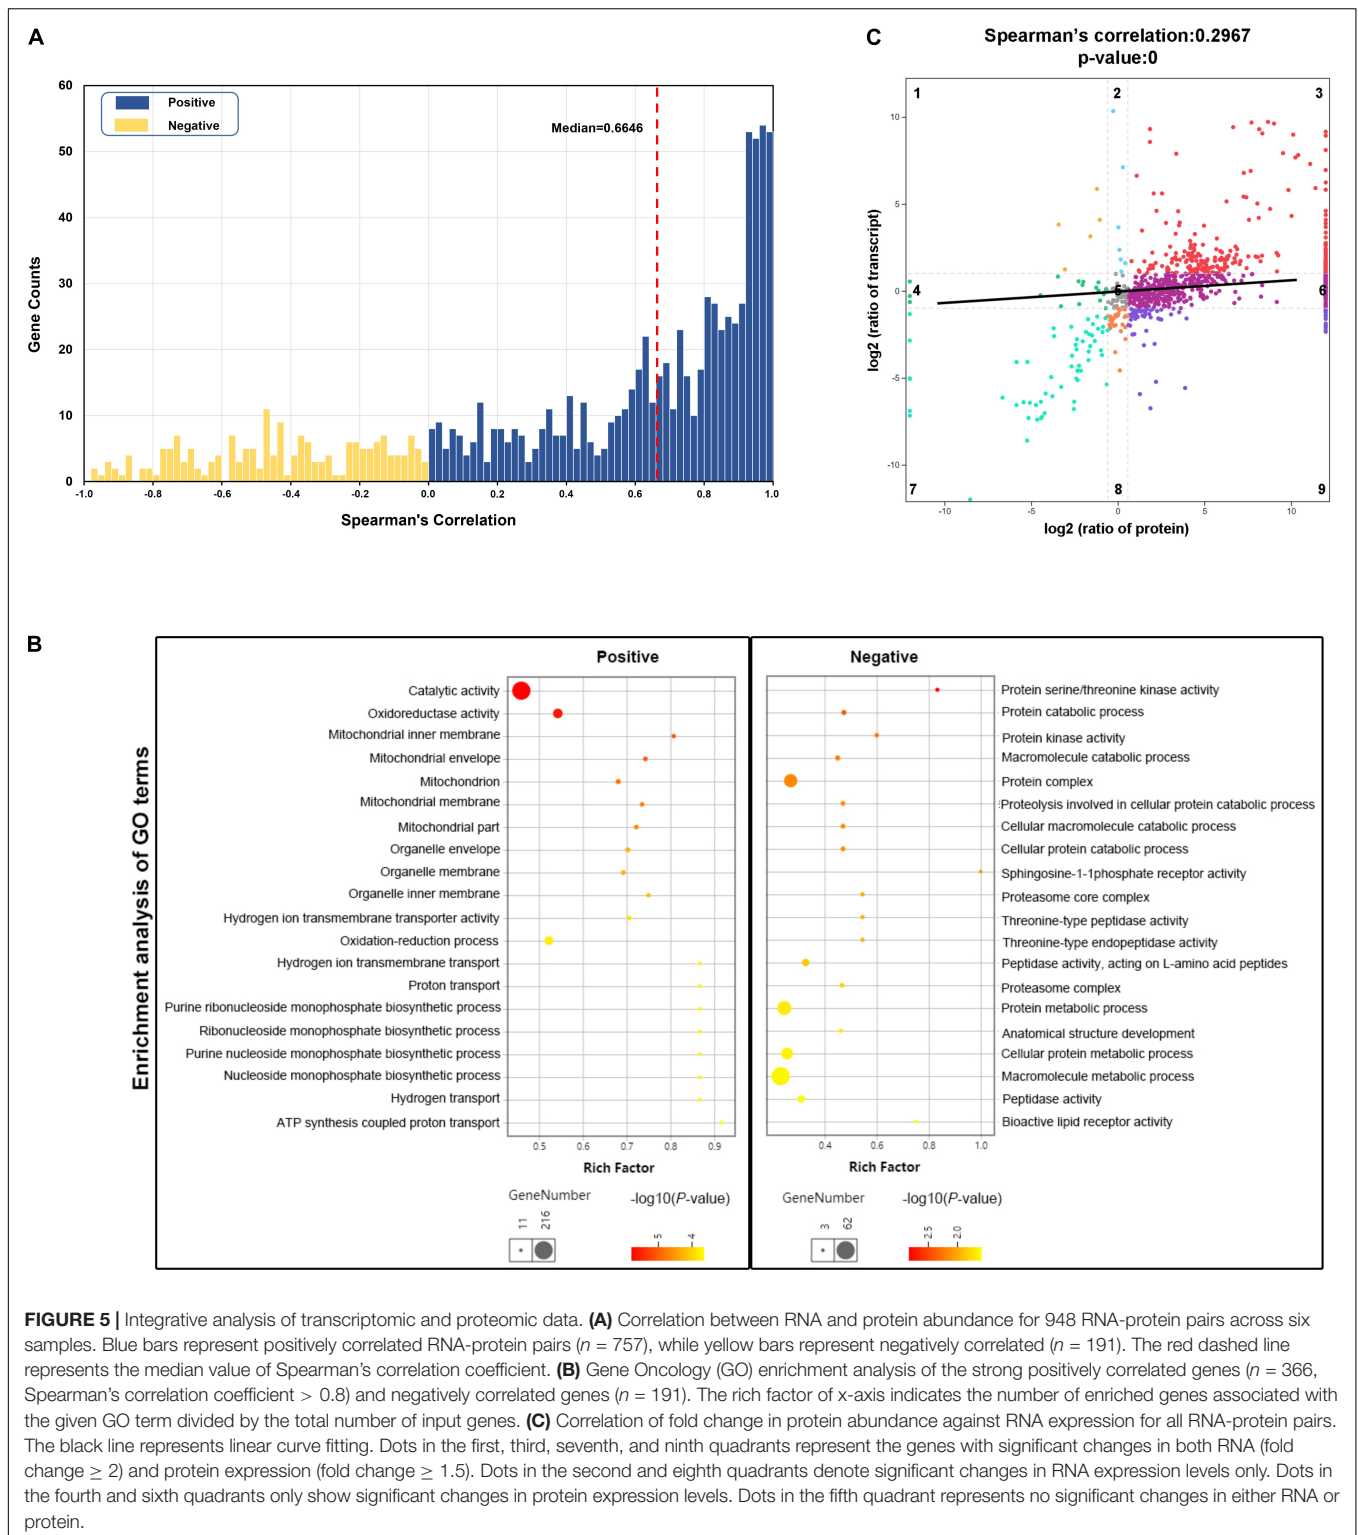 A
60
50
40
30
20
10
0
Gene Counts
Positive
Negative
Median=0.6646
-1.0 -0.8 -0.6 -0.4 -0.2 0.0 0.2 0.4 0.6 0.8 1.0
Spearman's Correlation
C
Spearman's correlation:0.2967
p-value:0
1 2 3
4 5 6
7 8 9
10
5
0
-5
-10
log2 (ratio of transcript)
-10 -5 0 5 10
log2 (ratio of protein)
B
Enrichment analysis of GO terms
Positive
Catalytic activity
Oxidoreductase activity
Mitochondrial inner membrane
Mitochondrial envelope
Mitochondrion
Mitochondrial membrane
Mitochondrial part
Organelle envelope
Organelle membrane
Organelle inner membrane
Hydrogen ion transmembrane transporter activity
Oxidation-reduction process
Hydrogen ion transmembrane transport
Proton transport
Purine ribonucleoside monophosphate biosynthetic process
Ribonucleoside monophosphate biosynthetic process
Purine nucleoside monophosphate biosynthetic process
Nucleoside monophosphate biosynthetic process
Hydrogen transport
ATP synthesis coupled proton transport
0.5 0.6 0.7 0.8 0.9
Rich Factor
GeneNumber
11 216
-log10(P-value)
5 4
Negative
Protein serine/threonine kinase activity
Protein catabolic process
Protein kinase activity
Macromolecule catabolic process
Protein complex
Proteolysis involved in cellular protein catabolic process
Cellular macromolecule catabolic process
Cellular protein catabolic process
Sphingosine-1-1phosphate receptor activity
Proteasome core complex
Threonine-type peptidase activity
Threonine-type endopeptidase activity
Peptidase activity, acting on L-amino acid peptides
Proteasome complex
Protein metabolic process
Anatomical structure development
Cellular protein metabolic process
Macromolecule metabolic process
Peptidase activity
Bioactive lipid receptor activity
0.4 0.6 0.8 1.0
Rich Factor
GeneNumber
3 62
-log10(P-value)
2.5 2.0
FIGURE 5 | Integrative analysis of transcriptomic and proteomic data. (A) Correlation between RNA and protein abundance for 948 RNA-protein pairs across six
samples. Blue bars represent positively correlated RNA-protein pairs (n = 757), while yellow bars represent negatively correlated (n = 191). The red dashed line
represents the median value of Spearman's correlation coefficient. (B) Gene Oncology (GO) enrichment analysis of the strong positively correlated genes (n = 366,
Spearman's correlation coefficient > 0.8) and negatively correlated genes (n = 191). The rich factor of x-axis indicates the number of enriched genes associated with
the given GO term divided by the total number of input genes. (C) Correlation of fold change in protein abundance against RNA expression for all RNA-protein pairs.
The black line represents linear curve fitting. Dots in the first, third, seventh, and ninth quadrants represent the genes with significant changes in both RNA (fold
change ≥ 2) and protein expression (fold change ≥ 1.5). Dots in the second and eighth quadrants denote significant changes in RNA expression levels only. Dots in
the fourth and sixth quadrants only show significant changes in protein expression levels. Dots in the fifth quadrant represents no significant changes in either RNA or
protein.